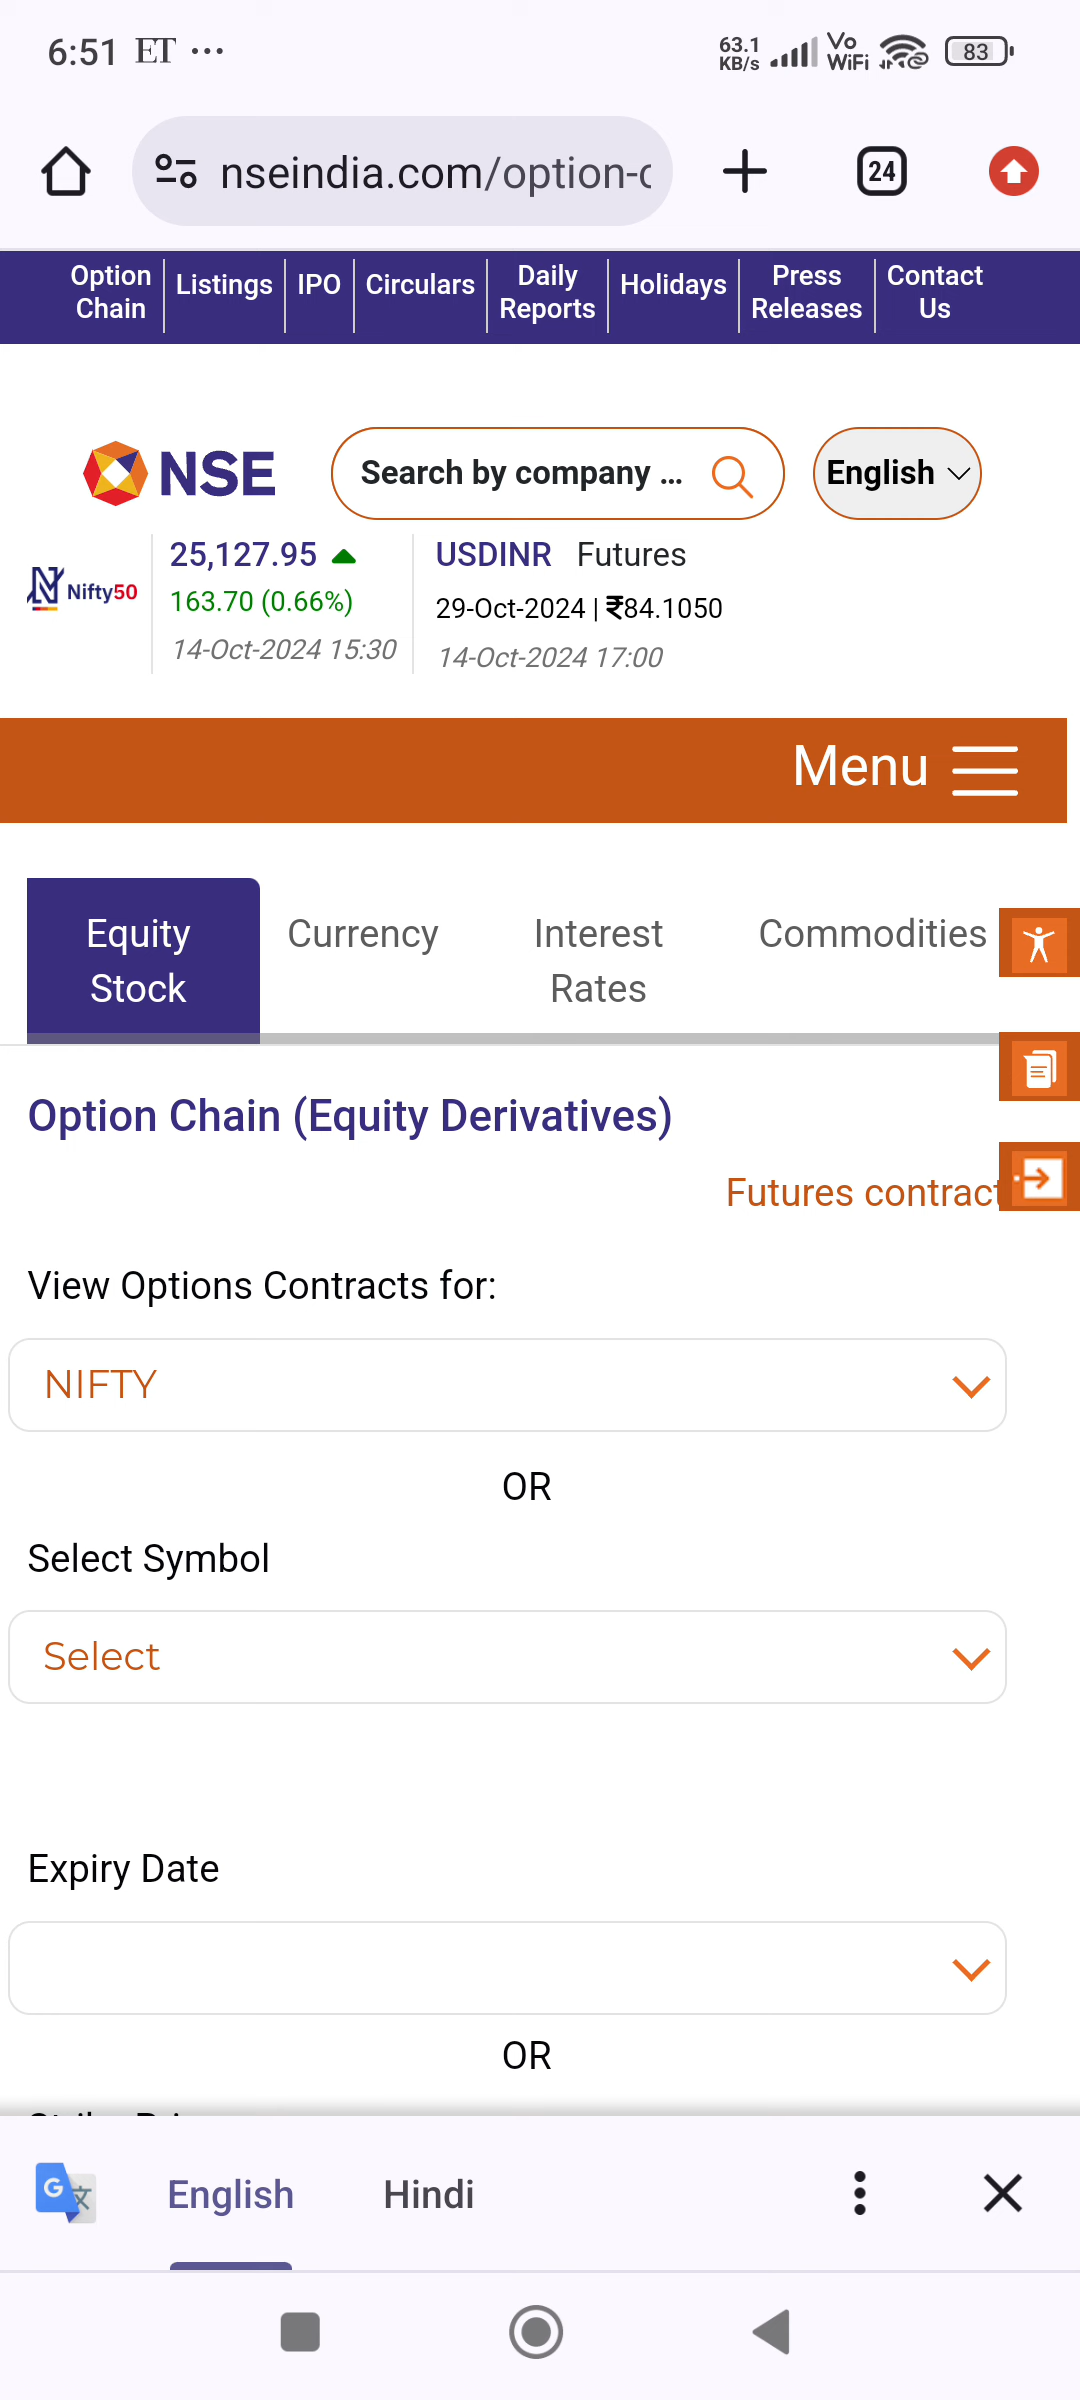 6:51 ET ...
63.1 KB/s Vo WiFi 83
nseindia.com/option-c
24
Option Chain
Listings
IPO
Circulars
Daily Reports
Holidays
Press Releases
Contact Us
NSE
Search by company ...
English
Nifty50
25,127.95
163.70 (0.66%)
14-Oct-2024 15:30
USDINR Futures
29-Oct-2024 | ₹84.1050
14-Oct-2024 17:00
Menu
Equity Stock
Currency
Interest Rates
Commodities
Option Chain (Equity Derivatives)
Futures contract
View Options Contracts for:
NIFTY
OR
Select Symbol
Select
Expiry Date
OR
English
Hindi